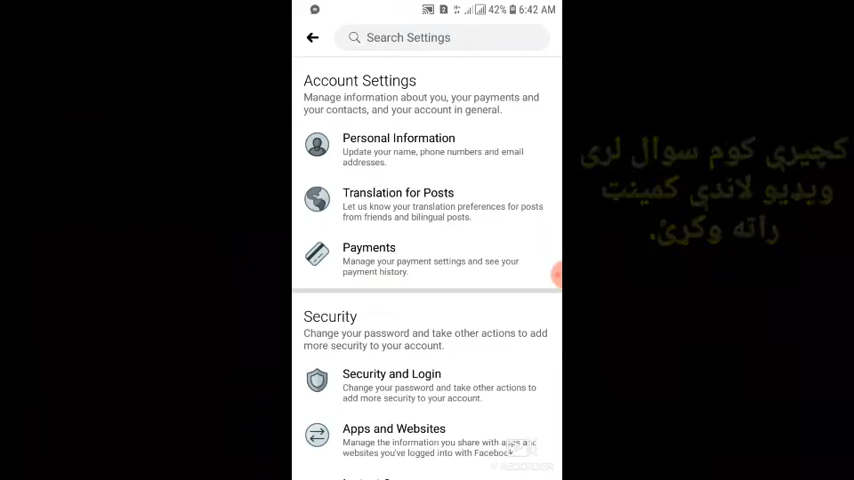 42% 6:42 AM
Search Settings
Account Settings
Manage information about you, your payments and
your contacts, and your account in general.
Personal Information
Update your name, phone numbers and email
addresses.
Translation for Posts
Let us know your translation preferences for posts
from friends and bilingual posts.
Payments
Manage your payment settings and see your
payment history.
Security
Change your password and take other actions to add
more security to your account.
Security and Login
Change your password and take other actions to
add more security to your account.
Apps and Websites
Manage the information you share with apps and
websites you've logged into with Facebook.
RECORDER
کچیرې کوم سوال لری
ویډیو لاندې کمینټ
راته وکړئ.